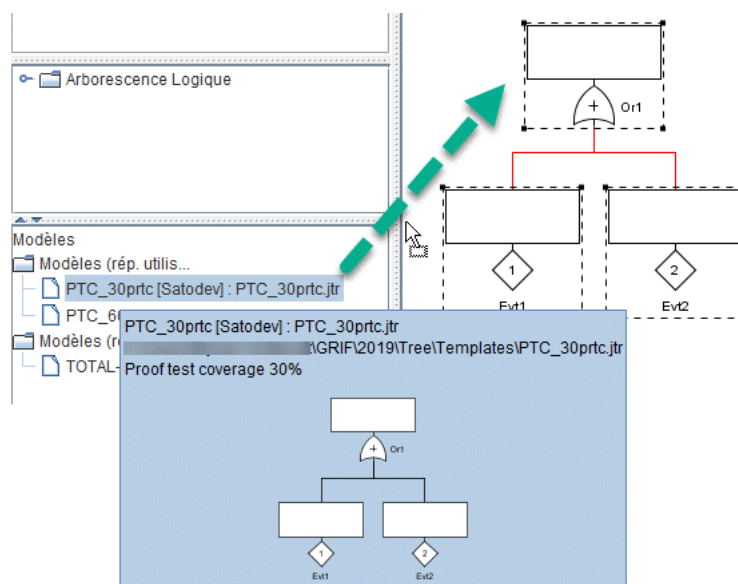 Arborescence Logique
Modèles
Modèles (rép. utilis...
PTC_30prtc [Satodev] : PTC_30prtc.jtr
PTC_6
Modèles (r
TOTAL-
PTC_30prtc [Satodev] : PTC_30prtc.jtr
\GRIF\2019\Tree\Templates\PTC_30prtc.jtr
Proof test coverage 30%
+
Or1
1
2
Evt1
Evt2
+
Or1
1
2
Evt1
Evt2